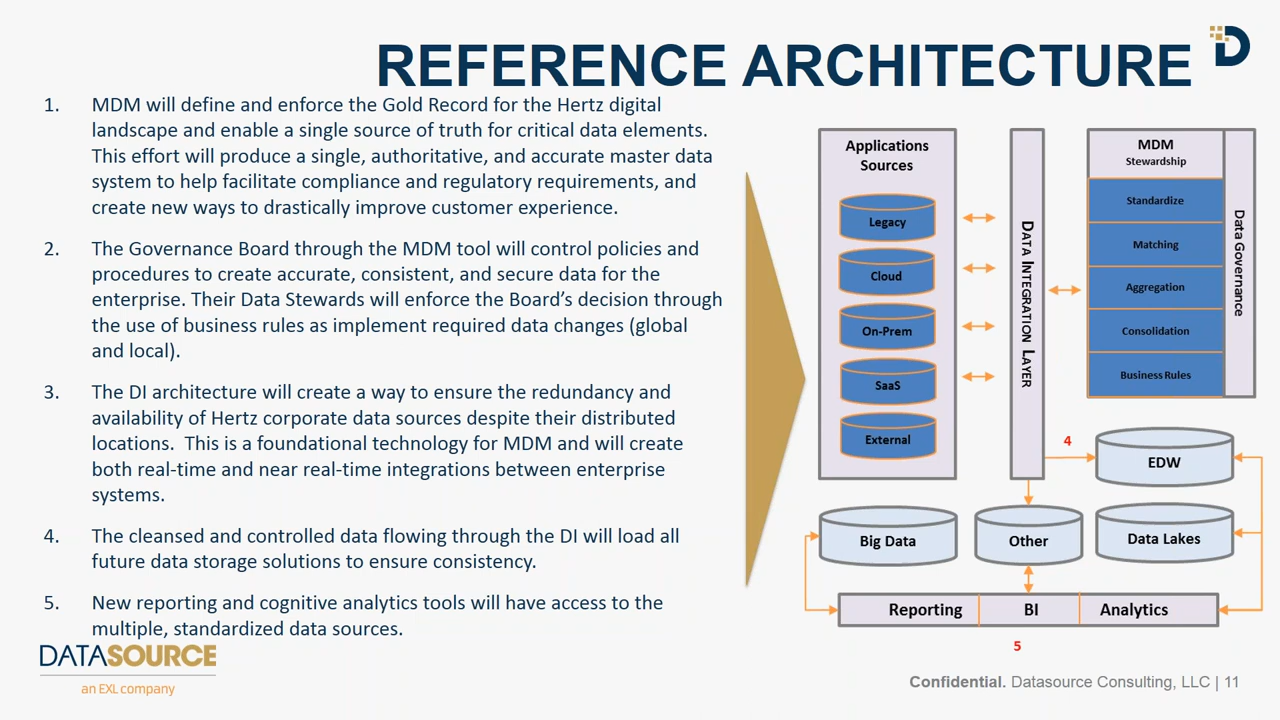 REFERENCE ARCHITECTURE
1. MDM will define and enforce the Gold Record for the Hertz digital
landscape and enable a single source of truth for critical data elements.
This effort will produce a single, authoritative, and accurate master data
system to help facilitate compliance and regulatory requirements, and
create new ways to drastically improve customer experience.
2. The Governance Board through the MDM tool will control policies and
procedures to create accurate, consistent, and secure data for the
enterprise. Their Data Stewards will enforce the Board’s decision through
the use of business rules as implement required data changes (global
and local).
3. The DI architecture will create a way to ensure the redundancy and
availability of Hertz corporate data sources despite their distributed
locations.  This is a foundational technology for MDM and will create
both real-time and near real-time integrations between enterprise
systems.
4. The cleansed and controlled data flowing through the DI will load all
future data storage solutions to ensure consistency.
5. New reporting and cognitive analytics tools will have access to the
multiple, standardized data sources.
Applications
Sources
Legacy
Cloud
On-Prem
SaaS
External
DATA INTEGRATION LAYER
MDM
Stewardship
Standardize
Matching
Aggregation
Consolidation
Business Rules
Data Governance
4
EDW
Big Data
Other
Data Lakes
Reporting
BI
Analytics
5
DATASOURCE
an EXL company
Confidential. Datasource Consulting, LLC | 11
D